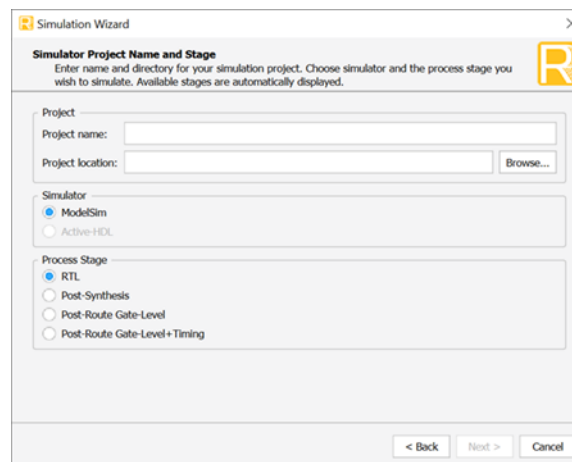 Simulation Wizard
Simulator Project Name and Stage
Enter name and directory for your simulation project. Choose simulator and the process stage you
wish to simulate. Available stages are automatically displayed.
R
Project
Project name:
Project location:
Browse...
Simulator
ModelSim
Active-HDL
Process Stage
RTL
Post-Synthesis
Post-Route Gate-Level
Post-Route Gate-Level+Timing
< Back
Next >
Cancel